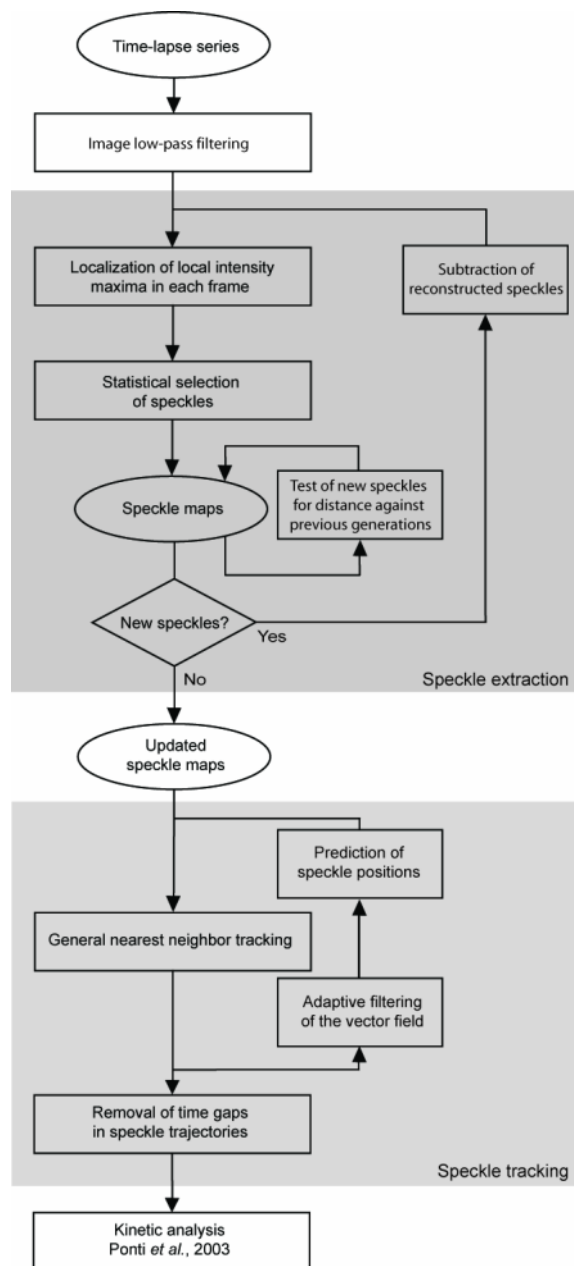 Time-lapse series
Image low-pass filtering
Localization of local intensity
maxima in each frame
Subtraction of
reconstructed speckles
Statistical selection
of speckles
Speckle maps
Test of new speckles
for distance against
previous generations
New speckles?
Yes
No
Speckle extraction
Updated
speckle maps
Prediction of
speckle positions
General nearest neighbor tracking
Adaptive filtering
of the vector field
Removal of time gaps
in speckle trajectories
Speckle tracking
Kinetic analysis
Ponti et al., 2003